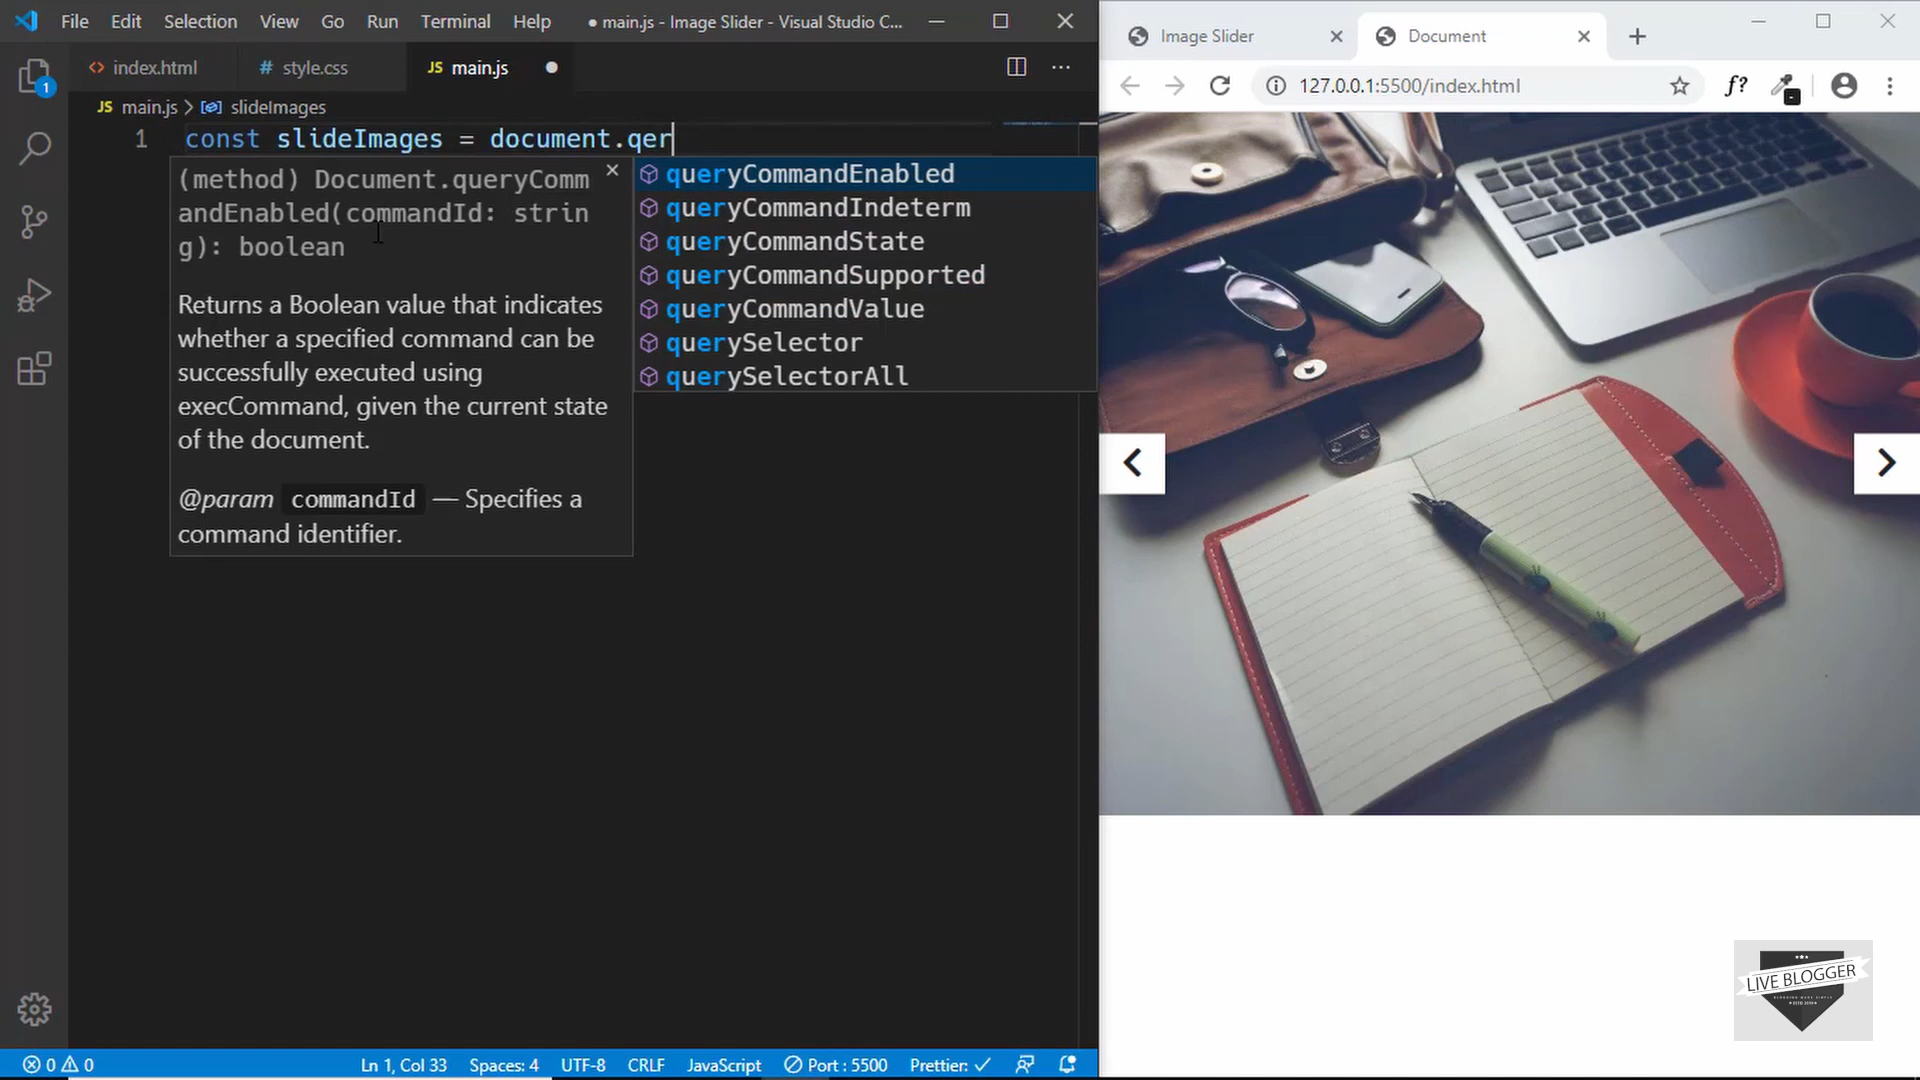 File Edit Selection View Go Run Terminal Help ● main.js - Image Slider - Visual Studio C...
index.html # style.css JS main.js
1
JS main.js > slideImages
1 const slideImages = document.qer
(method) Document.queryComm
andEnabled(commandId: strin
g): boolean
Returns a Boolean value that indicates
whether a specified command can be
successfully executed using
execCommand, given the current state
of the document.
@param commandId — Specifies a
command identifier.
queryCommandEnabled
queryCommandIndeterm
queryCommandState
queryCommandSupported
queryCommandValue
querySelector
querySelectorAll
0 0 Ln 1, Col 33 Spaces: 4 UTF-8 CRLF JavaScript Port : 5500 Prettier: ✓
Image Slider Document
127.0.0.1:5500/index.html f?
LIVE BLOGGER